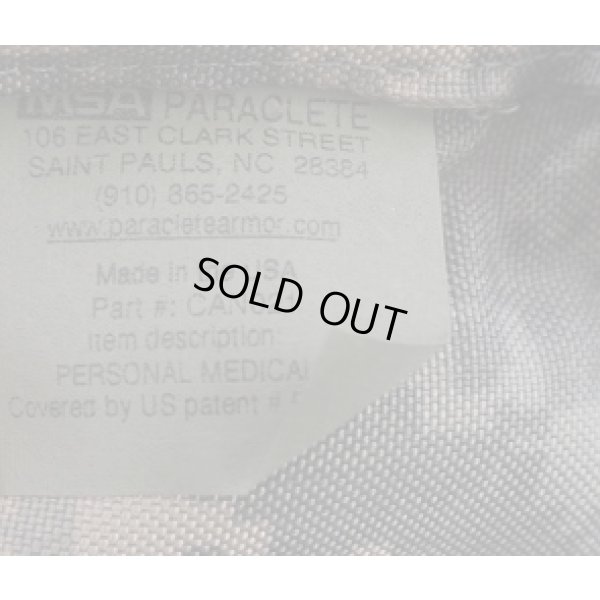 MSA PARACLETE
106 EAST CLARK STREET
SAINT PAULS, NC 28384
(910) 865-2425
www.paracletearmor.com
Made in USA
Part #:
Item description:
PERSONAL MEDICAL
Covered by US patent #
SOLD OUT